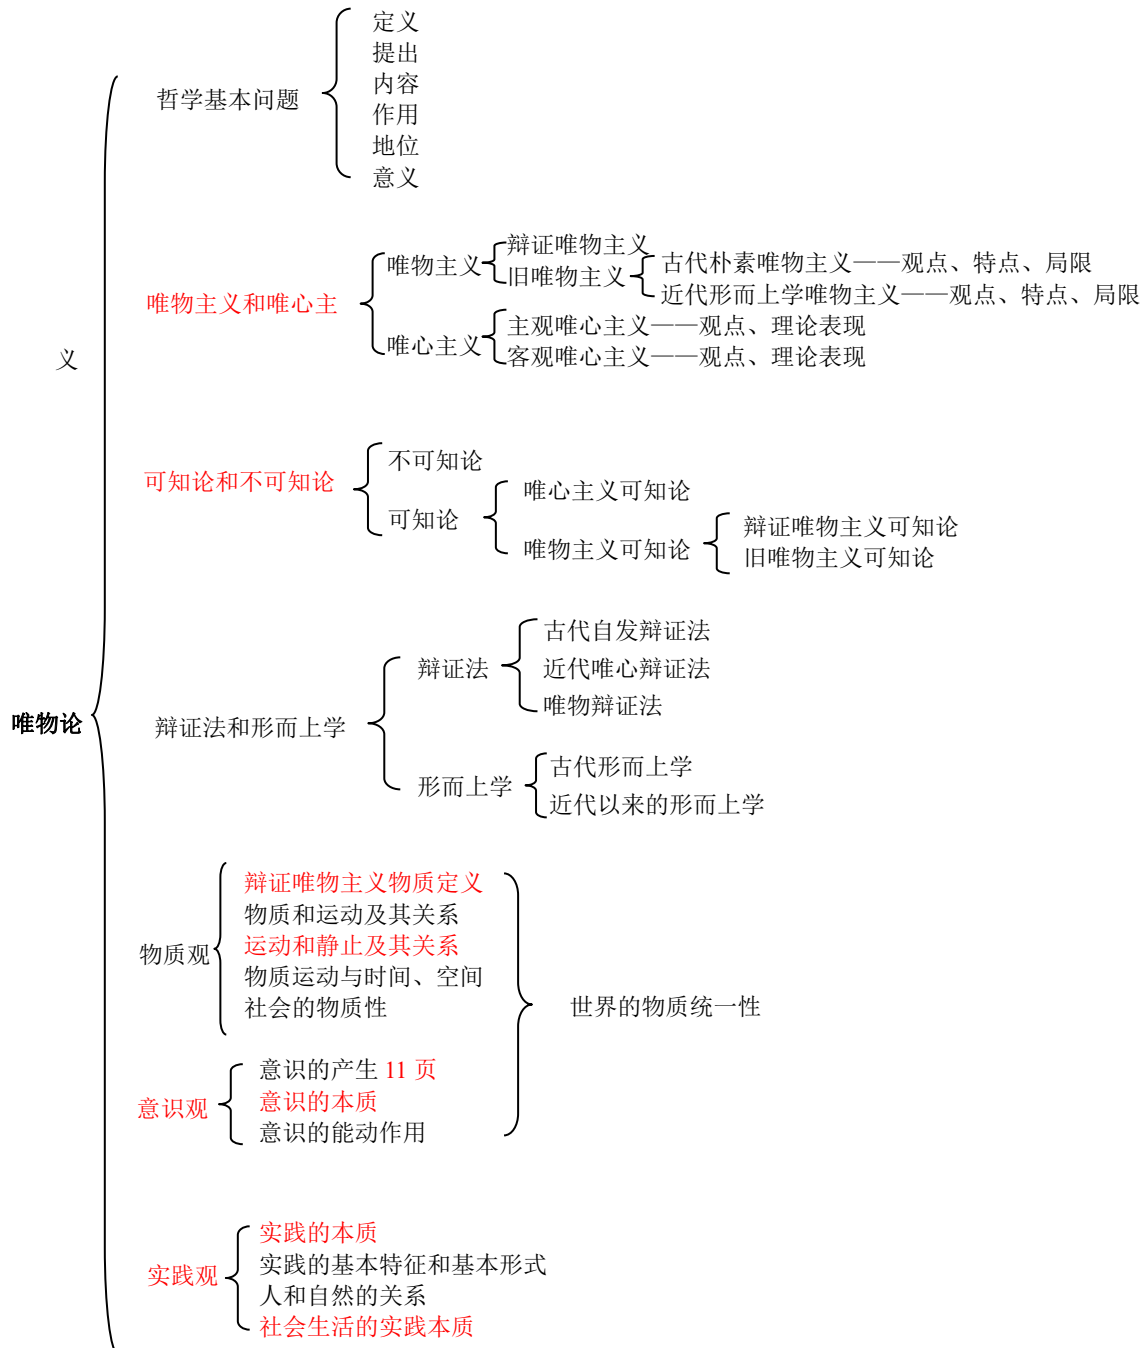 定义
提出
内容
哲学基本问题
作用
地位
意义
辩证唯物主义
唯物主义
旧唯物主义
古代朴素唯物主义——观点、特点、局限
近代形而上学唯物主义——观点、特点、局限
唯物主义和唯心主
主观唯心主义——观点、理论表现
唯心主义
客观唯心主义——观点、理论表现
义
不可知论
可知论和不可知论
唯心主义可知论
可知论
辩证唯物主义可知论
唯物主义可知论
旧唯物主义可知论
古代自发辩证法
辩证法
近代唯心辩证法
唯物辩证法
唯物论
辩证法和形而上学
古代形而上学
形而上学
近代以来的形而上学
辩证唯物主义物质定义
物质和运动及其关系
物质观
运动和静止及其关系
物质运动与时间、空间
社会的物质性
世界的物质统一性
意识的产生 11 页
意识观
意识的本质
意识的能动作用
实践的本质
实践的基本特征和基本形式
实践观
人和自然的关系
社会生活的实践本质